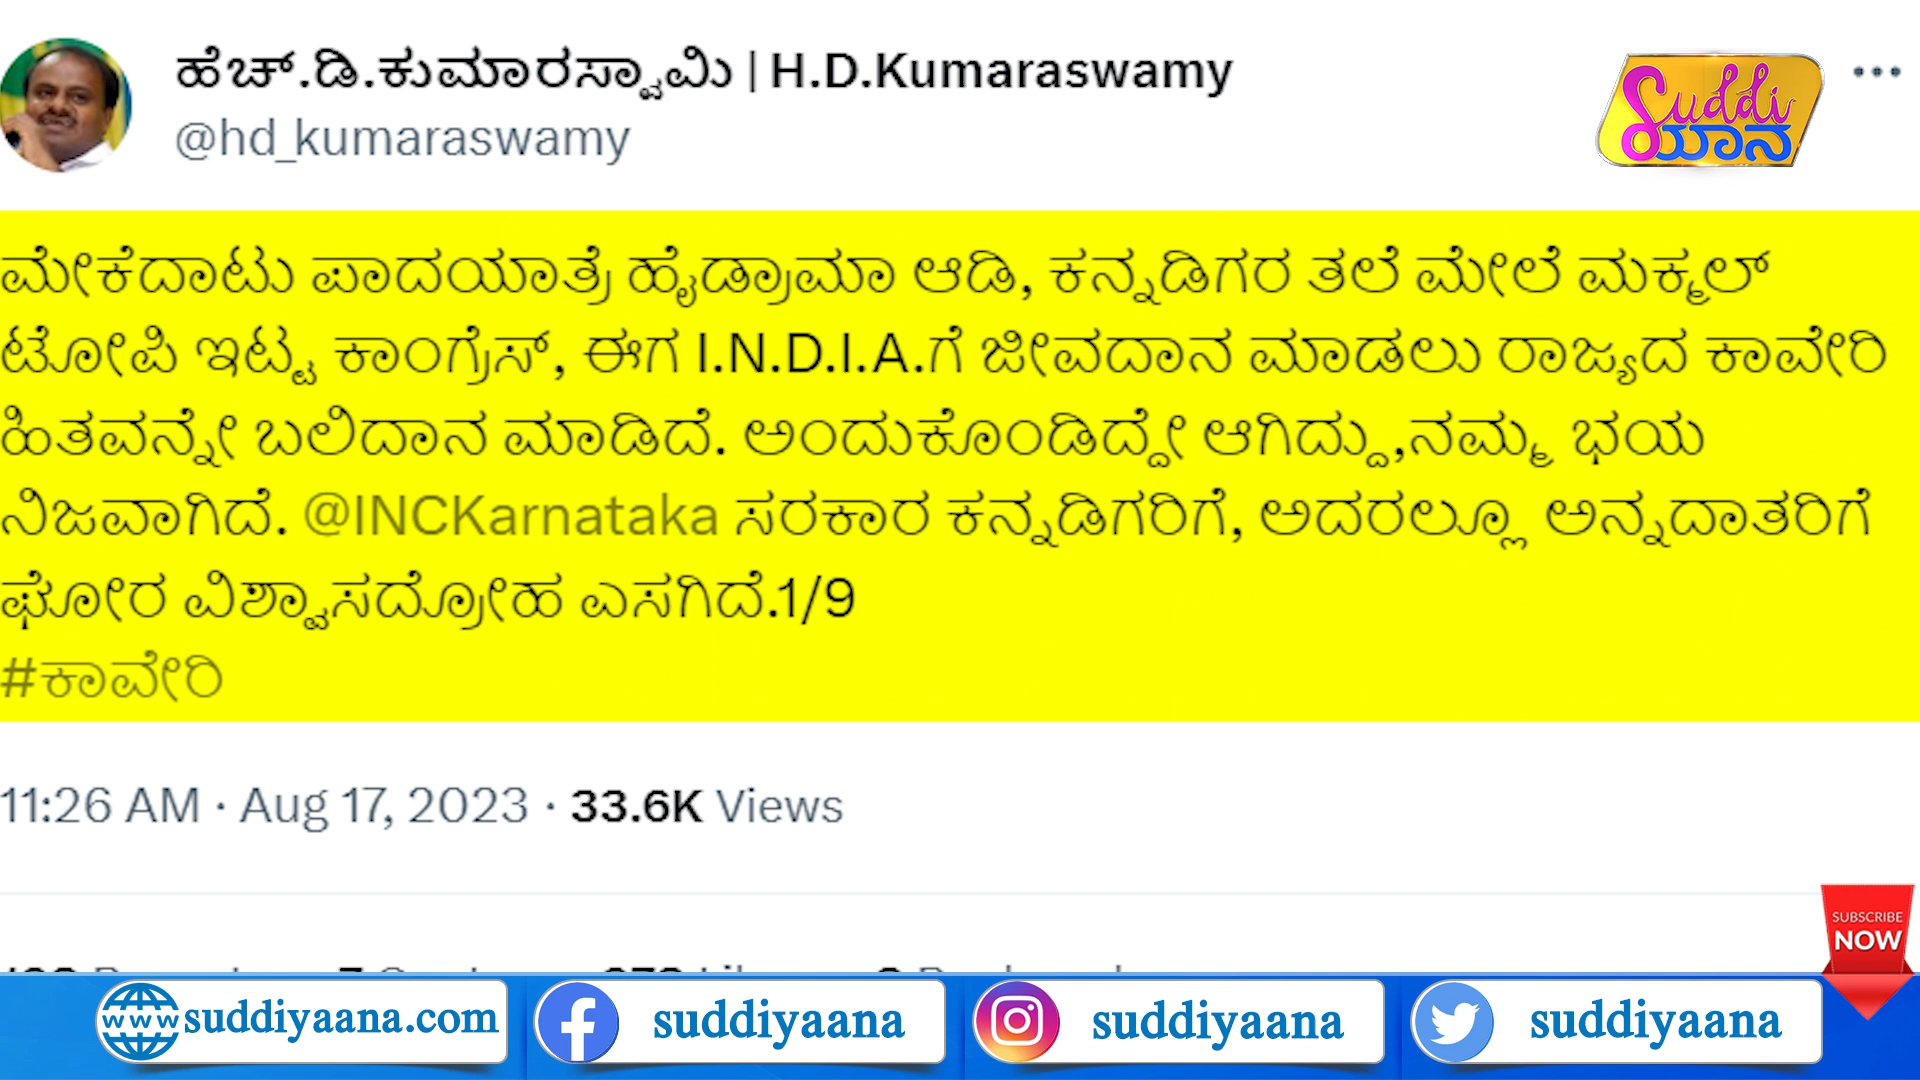 ಹೆಚ್.ಡಿ.ಕುಮಾರಸ್ವಾಮಿ | H.D.Kumaraswamy
@hd_kumaraswamy
Suddi
ಯಾನ
ಮೇಕೆದಾಟು ಪಾದಯಾತ್ರೆ ಹೈಡ್ರಾಮಾ ಆಡಿ, ಕನ್ನಡಿಗರ ತಲೆ ಮೇಲೆ ಮಕ್ಮಲ್
ಟೋಪಿ ಇಟ್ಟ ಕಾಂಗ್ರೆಸ್, ಈಗ I.N.D.I.A.ಗೆ ಜೀವದಾನ ಮಾಡಲು ರಾಜ್ಯದ ಕಾವೇರಿ
ಹಿತವನ್ನೇ ಬಲಿದಾನ ಮಾಡಿದೆ. ಅಂದುಕೊಂಡಿದ್ದೇ ಆಗಿದ್ದು,ನಮ್ಮ ಭಯ
ನಿಜವಾಗಿದೆ. @INCKarnataka ಸರಕಾರ ಕನ್ನಡಿಗರಿಗೆ, ಅದರಲ್ಲೂ ಅನ್ನದಾತರಿಗೆ
ಘೋರ ವಿಶ್ವಾಸದ್ರೋಹ ಎಸಗಿದೆ.1/9
#ಕಾವೇರಿ
11:26 AM · Aug 17, 2023 · 33.6K Views
SUBSCRIBE
NOW
www suddiyaana.com suddiyaana suddiyaana suddiyaana